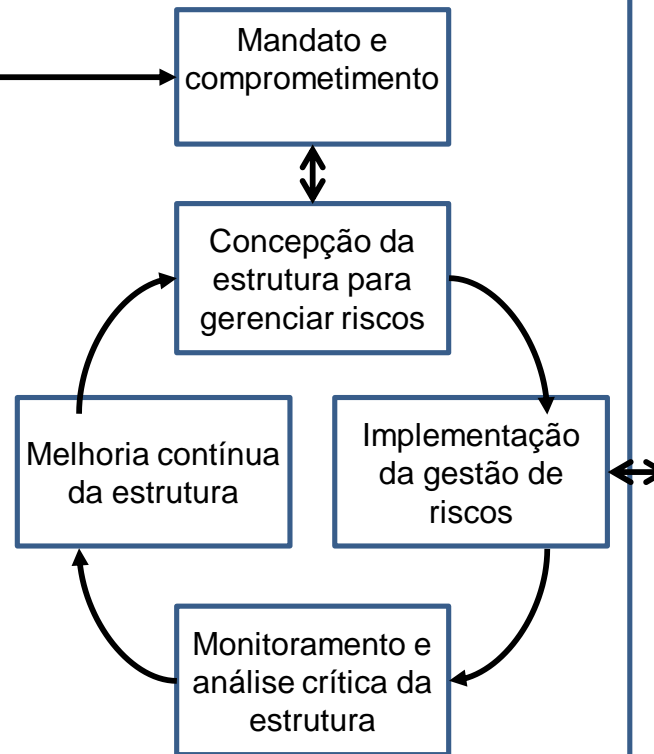 Mandato e
comprometimento
Concepção da
estrutura para
gerenciar riscos
Melhoria contínua
da estrutura
Implementação
da gestão de
riscos
Monitoramento e
análise crítica da
estrutura